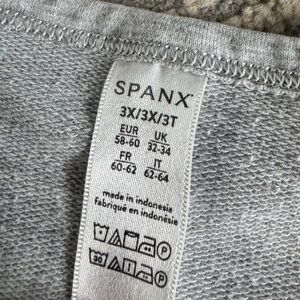 SPANX
3X/3X/3T
EUR UK
58-60 32-34
FR IT
60-62 62-64
made in indonesia
fabriqué en indonésie
P
30 P